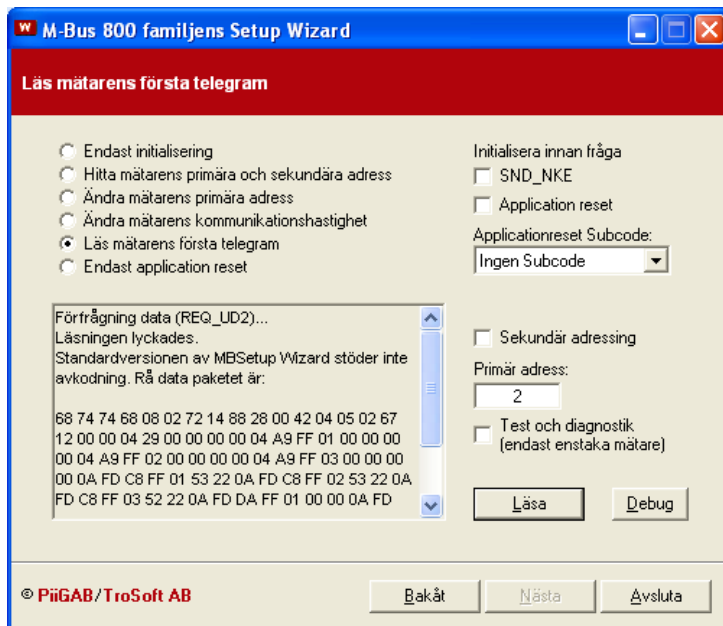 M-Bus 800 familjens Setup Wizard
Läs mätarens första telegram
Endast initialisering
Hitta mätarens primära och sekundära adress
Ändra mätarens primära adress
Ändra mätarens kommunikationshastighet
Läs mätarens första telegram
Endast application reset
Initialisera innan fråga
SND_NKE
Application reset
Applicationreset Subcode:
Ingen Subcode
Förfrågning data (REQ_UD2)...
Läsningen lyckades.
Standardversionen av MBSetup Wizard stöder inte
avkodning. Rå data paketet är:
68 74 74 68 08 02 72 14 88 28 00 42 04 05 02 67
12 00 00 04 29 00 00 00 00 04 A9 FF 01 00 00 00
00 04 A9 FF 02 00 00 00 00 04 A9 FF 03 00 00 00
00 0A FD C8 FF 01 53 22 0A FD C8 FF 02 53 22 0A
FD C8 FF 03 52 22 0A FD DA FF 01 00 00 0A FD
Sekundär adressing
Primär adress:
2
Test och diagnostik
(endast enstaka mätare)
Läsa
Debug
© PiiGAB/TroSoft AB
Bakåt
Nästa
Avsluta